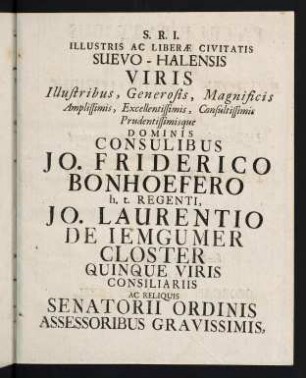 S. R. I.
ILLUSTRIS AC LIBERÆ CIVITATIS
SUEVO-HALENSIS
VIRIS
Illustribus, Generosis, Magnificis
Amplissimis, Excellentissimis, Consultissimis
Prudentissimisque
DOMINIS
CONSULIBUS
JO. FRIDERICO
BONHOEFERO
h. t. REGENTI,
JO. LAURENTIO
DE IEMGUMER
CLOSTER
QUINQUE VIRIS
CONSILIARIIS
AC RELIQUIS
SENATORII ORDINIS
ASSESSORIBUS GRAVISSIMIS,